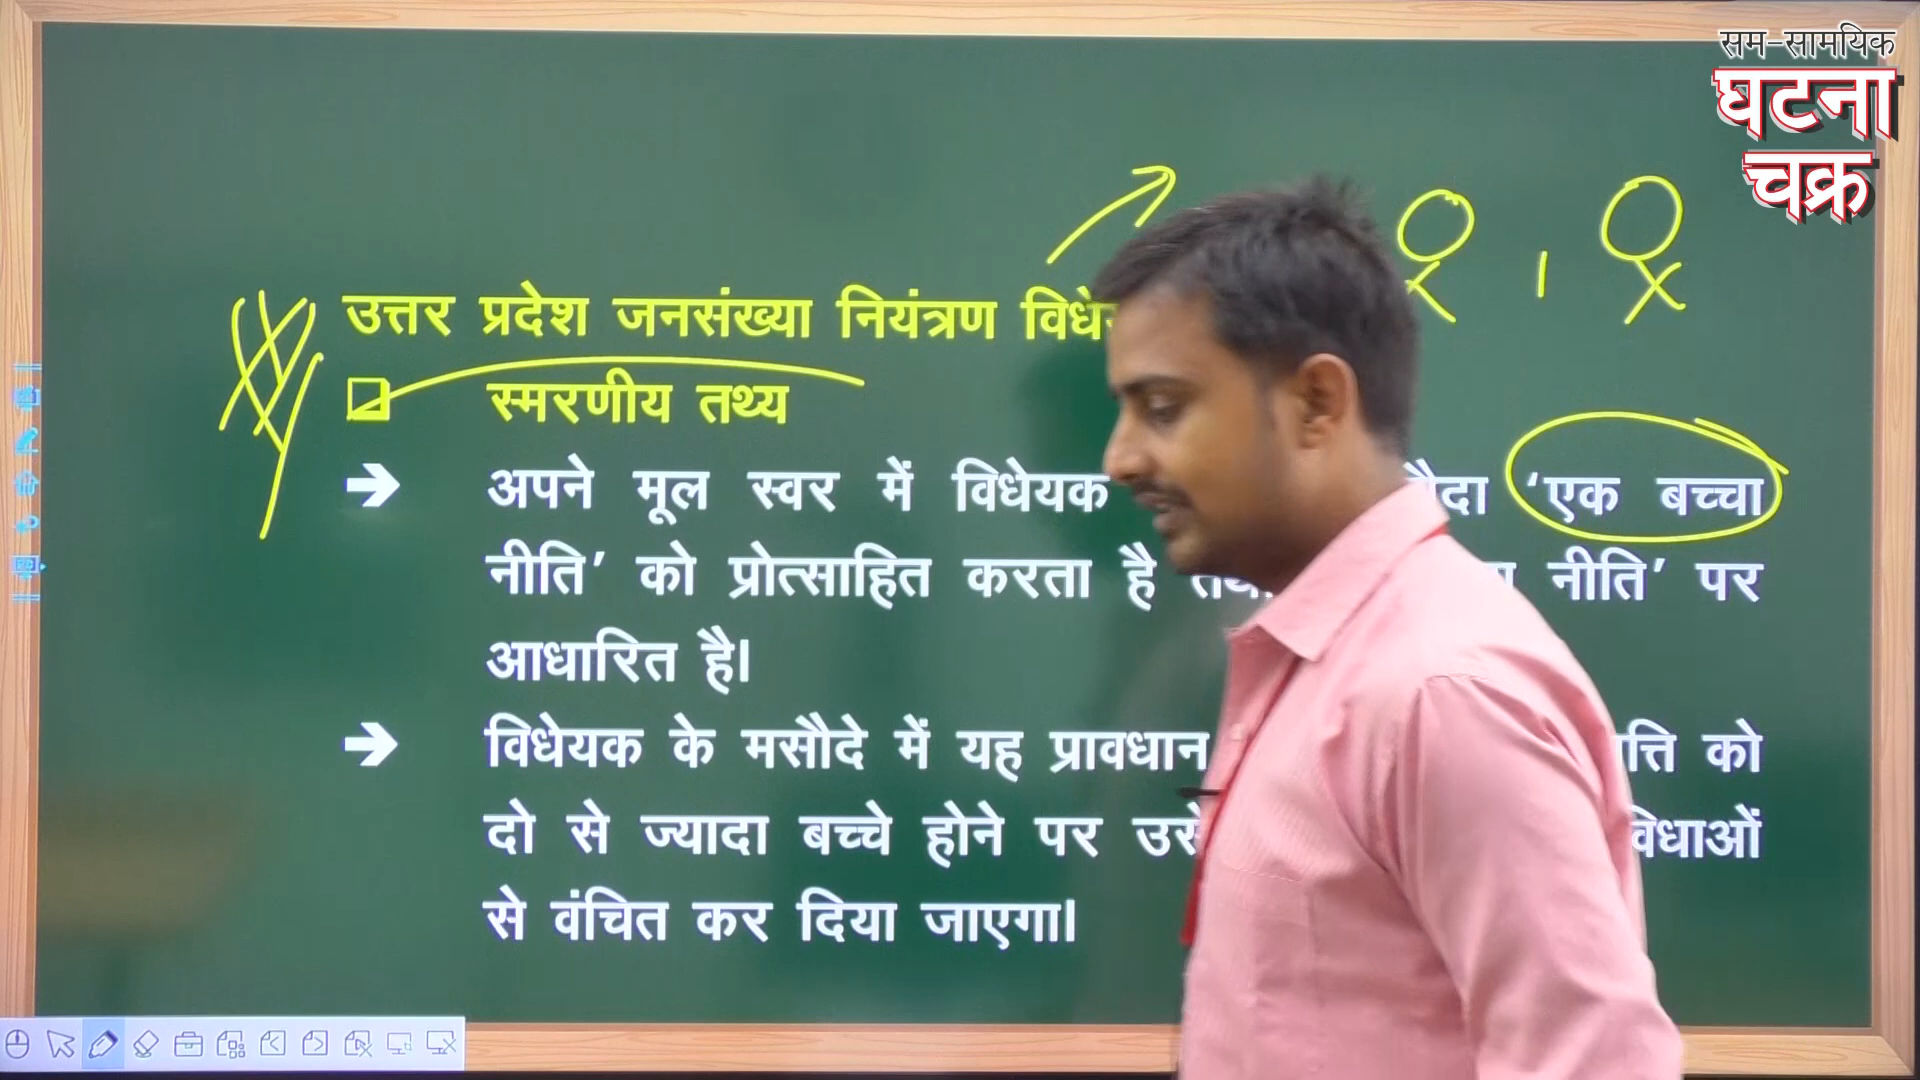 सम-सामयिक
घटना
चक्र
उत्तर प्रदेश जनसंख्या नियंत्रण
स्मरणीय तथ्य
अपने मूल स्वर में विधेयक ‘एक बच्चा
नीति’ को प्रोत्साहित करता है नीति’ पर
आधारित है।
विधेयक के मसौदे में यह प्रावधान को
दो से ज्यादा बच्चे होने पर
से वंचित कर दिया जाएगा।